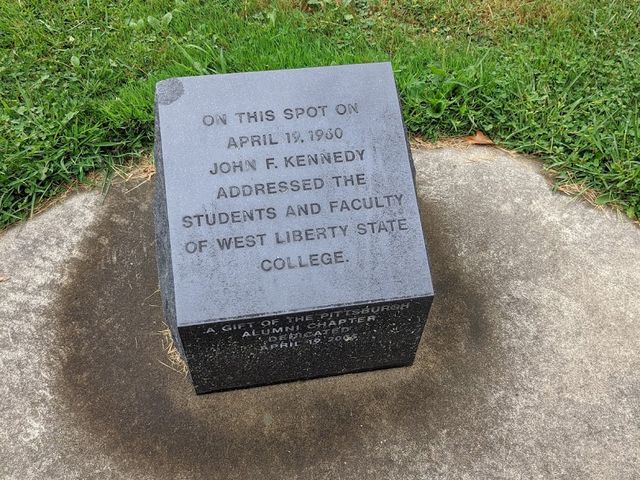 ON THIS SPOT ON
APRIL 19, 1960
JOHN F. KENNEDY
ADDRESSED THE
STUDENTS AND FACULTY
OF WEST LIBERTY STATE
COLLEGE.
A GIFT OF THE PITTSBURGH
ALUMNI CHAPTER
DEDICATED
APRIL 19